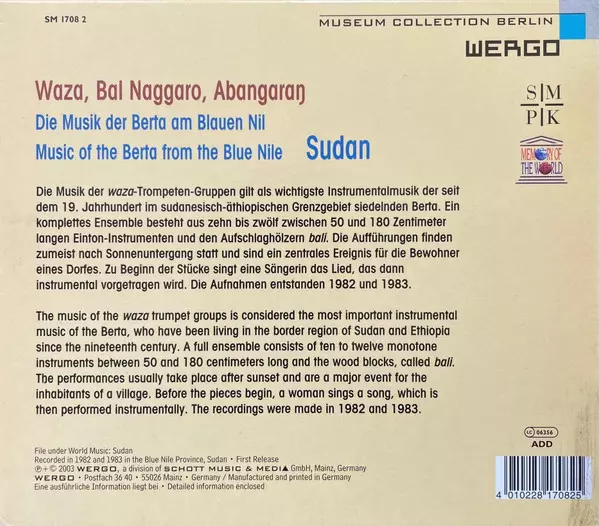 SM 1708 2
MUSEUM COLLECTION BERLIN
WERGO
Waza, Bal Naggaro, Abangaraŋ
Die Musik der Berta am Blauen Nil
Music of the Berta from the Blue Nile Sudan
S M
P K
MEMORY OF
THE WORLD
Die Musik der waza-Trompeten-Gruppen gilt als wichtigste Instrumentalmusik der seit
dem 19. Jahrhundert im sudanesisch-äthiopischen Grenzgebiet siedelnden Berta. Ein
komplettes Ensemble besteht aus zehn bis zwölf zwischen 50 und 180 Zentimeter
langen Einton-Instrumenten und den Aufschlaghölzern bali. Die Aufführungen finden
zumeist nach Sonnenuntergang statt und sind ein zentrales Ereignis für die Bewohner
eines Dorfes. Zu Beginn der Stücke singt eine Sängerin das Lied, das dann
instrumental vorgetragen wird. Die Aufnahmen entstanden 1982 und 1983.
The music of the waza trumpet groups is considered the most important instrumental
music of the Berta, who have been living in the border region of Sudan and Ethiopia
since the nineteenth century. A full ensemble consists of ten to twelve monotone
instruments between 50 and 180 centimeters long and the wood blocks, called bali.
The performances usually take place after sunset and are a major event for the
inhabitants of a village. Before the pieces begin, a woman sings a song, which is
then performed instrumentally. The recordings were made in 1982 and 1983.
File under World Music: Sudan
Recorded in 1982 and 1983 in the Blue Nile Province, Sudan • First Release
℗ + © 2003 WERGO, a division of SCHOTT MUSIC & MEDIA GmbH, Mainz, Germany
WERGO • Postfach 36 40 • 55026 Mainz • Germany / Manufactured and printed in Germany
Eine ausführliche Information liegt bei • Detailed information enclosed
LC 06356
ADD
4 010228 170825